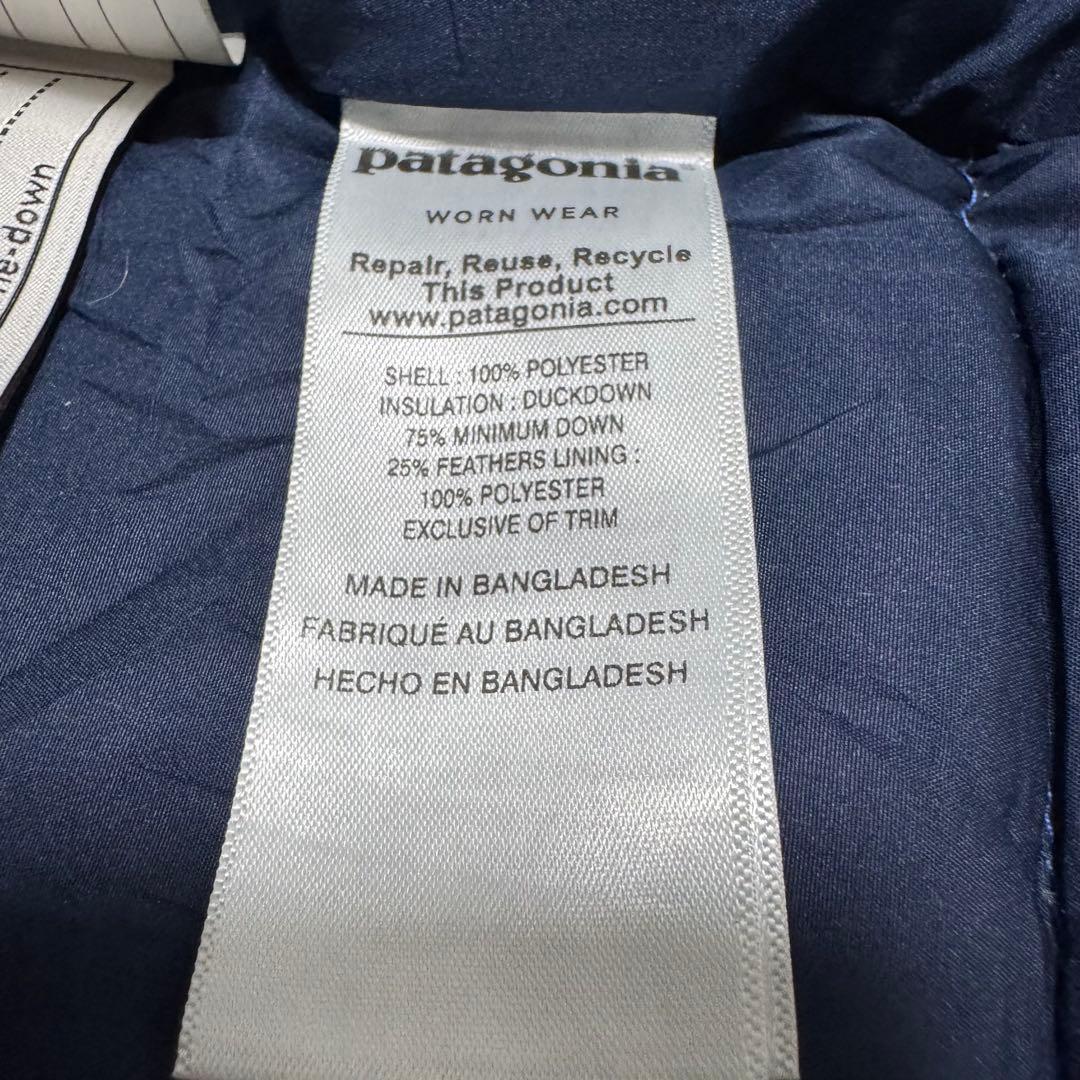 patagonia®
WORN WEAR
Repair, Reuse, Recycle
This Product
www.patagonia.com
SHELL : 100% POLYESTER
INSULATION : DUCKDOWN
75% MINIMUM DOWN
25% FEATHERS LINING :
100% POLYESTER
EXCLUSIVE OF TRIM
MADE IN BANGLADESH
FABRIQUÉ AU BANGLADESH
HECHO EN BANGLADESH